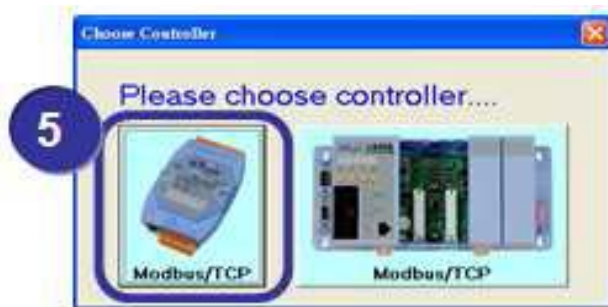 Choose Controller
Please choose controller....
5
Modbus/TCP
Modbus/TCP